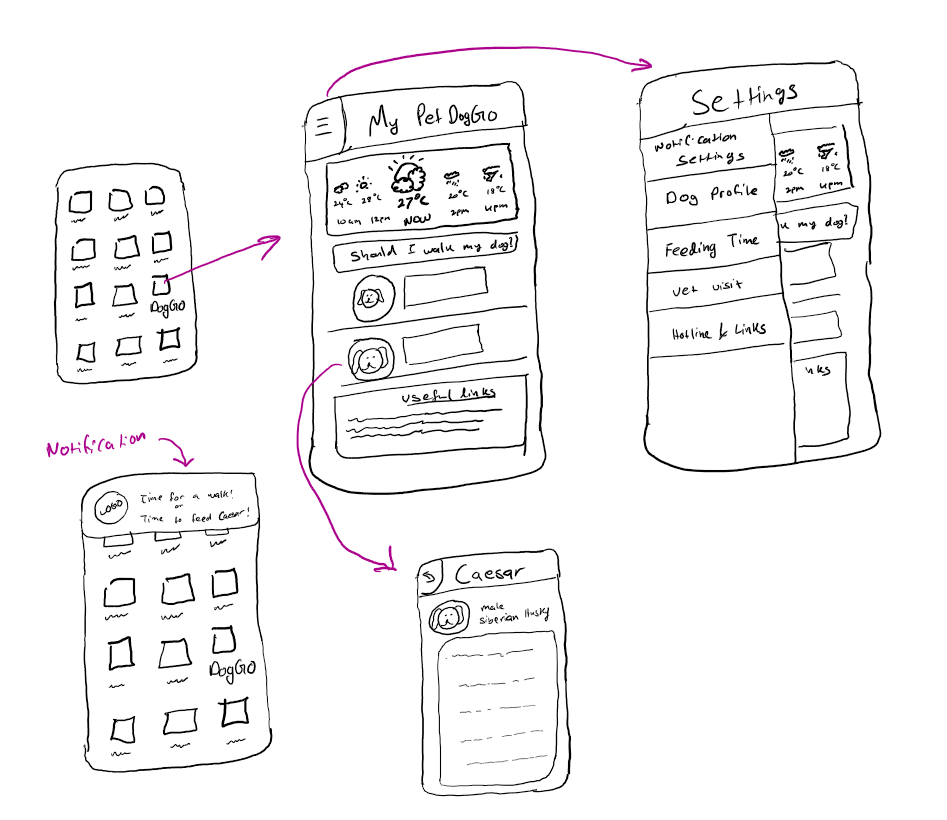 DogGo
My Pet DogGo
24°C 28°C 27°C 20°C 18°C
10am 12pm NOW 2pm 4pm
Should I walk my dog?
Useful links
Settings
Notification
Settings
Dog Profile
Feeding Time
Vet visit
Hotline & Links
20°C 18°C
2pm 4pm
k my dog?
nks
Notification
LOGO
Time for a walk!
or
Time to feed Caesar!
DogGo
Caesar
male
siberian Husky